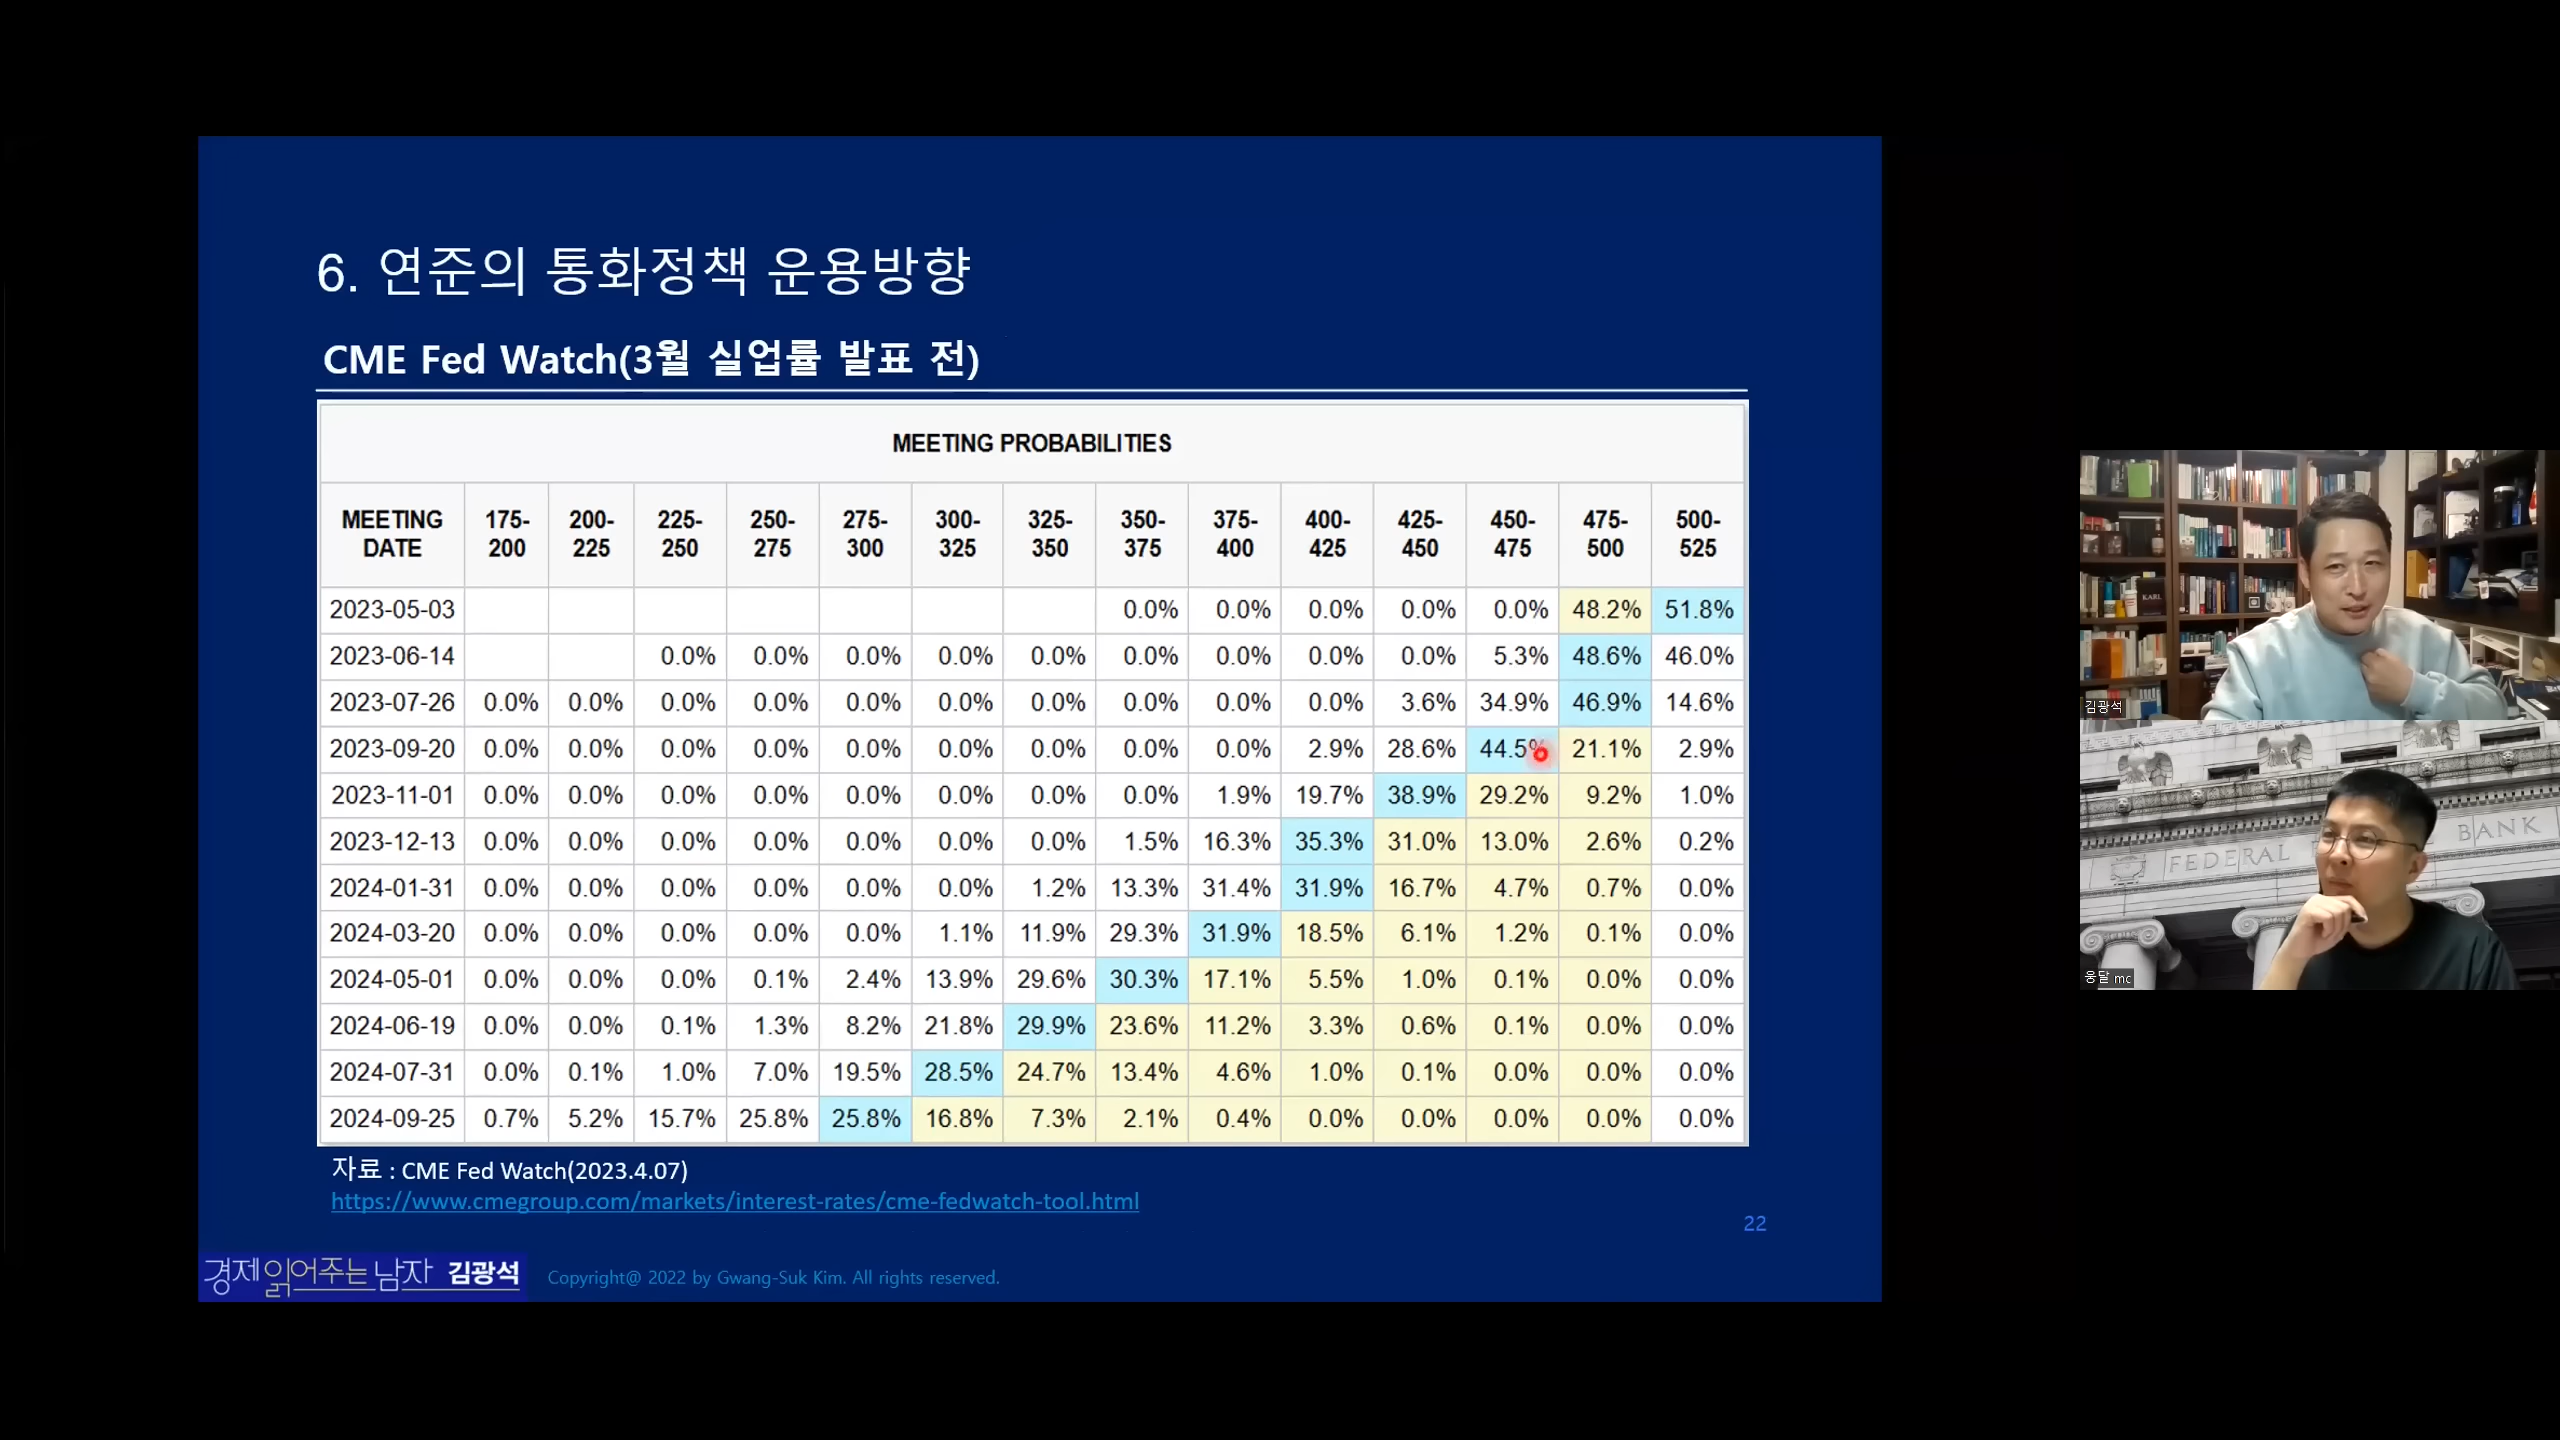 6. 연준의 통화정책 운용방향
CME Fed Watch(3월 실업률 발표 전)
MEETING PROBABILITIES
MEETING DATE 175-200 200-225 225-250 250-275 275-300 300-325 325-350 350-375 375-400 400-425 425-450 450-475 475-500 500-525
2023-05-03 0.0% 0.0% 0.0% 0.0% 0.0% 48.2% 51.8%
2023-06-14 0.0% 0.0% 0.0% 0.0% 0.0% 0.0% 0.0% 0.0% 0.0% 5.3% 48.6% 46.0%
2023-07-26 0.0% 0.0% 0.0% 0.0% 0.0% 0.0% 0.0% 0.0% 0.0% 0.0% 3.6% 34.9% 46.9% 14.6%
2023-09-20 0.0% 0.0% 0.0% 0.0% 0.0% 0.0% 0.0% 0.0% 0.0% 2.9% 28.6% 44.5% 21.1% 2.9%
2023-11-01 0.0% 0.0% 0.0% 0.0% 0.0% 0.0% 0.0% 0.0% 1.9% 19.7% 38.9% 29.2% 9.2% 1.0%
2023-12-13 0.0% 0.0% 0.0% 0.0% 0.0% 0.0% 0.0% 1.5% 16.3% 35.3% 31.0% 13.0% 2.6% 0.2%
2024-01-31 0.0% 0.0% 0.0% 0.0% 0.0% 0.0% 1.2% 13.3% 31.4% 31.9% 16.7% 4.7% 0.7% 0.0%
2024-03-20 0.0% 0.0% 0.0% 0.0% 0.0% 1.1% 11.9% 29.3% 31.9% 18.5% 6.1% 1.2% 0.1% 0.0%
2024-05-01 0.0% 0.0% 0.0% 0.1% 2.4% 13.9% 29.6% 30.3% 17.1% 5.5% 1.0% 0.1% 0.0% 0.0%
2024-06-19 0.0% 0.0% 0.1% 1.3% 8.2% 21.8% 29.9% 23.6% 11.2% 3.3% 0.6% 0.1% 0.0% 0.0%
2024-07-31 0.0% 0.1% 1.0% 7.0% 19.5% 28.5% 24.7% 13.4% 4.6% 1.0% 0.1% 0.0% 0.0% 0.0%
2024-09-25 0.7% 5.2% 15.7% 25.8% 25.8% 16.8% 7.3% 2.1% 0.4% 0.0% 0.0% 0.0% 0.0% 0.0%
자료 : CME Fed Watch(2023.4.07)
https://www.cmegroup.com/markets/interest-rates/cme-fedwatch-tool.html
22
경제읽어주는남자 김광석 Copyright@ 2022 by Gwang-Suk Kim. All rights reserved.
KARL
김광석
FEDERAL BANK
웅달 mc